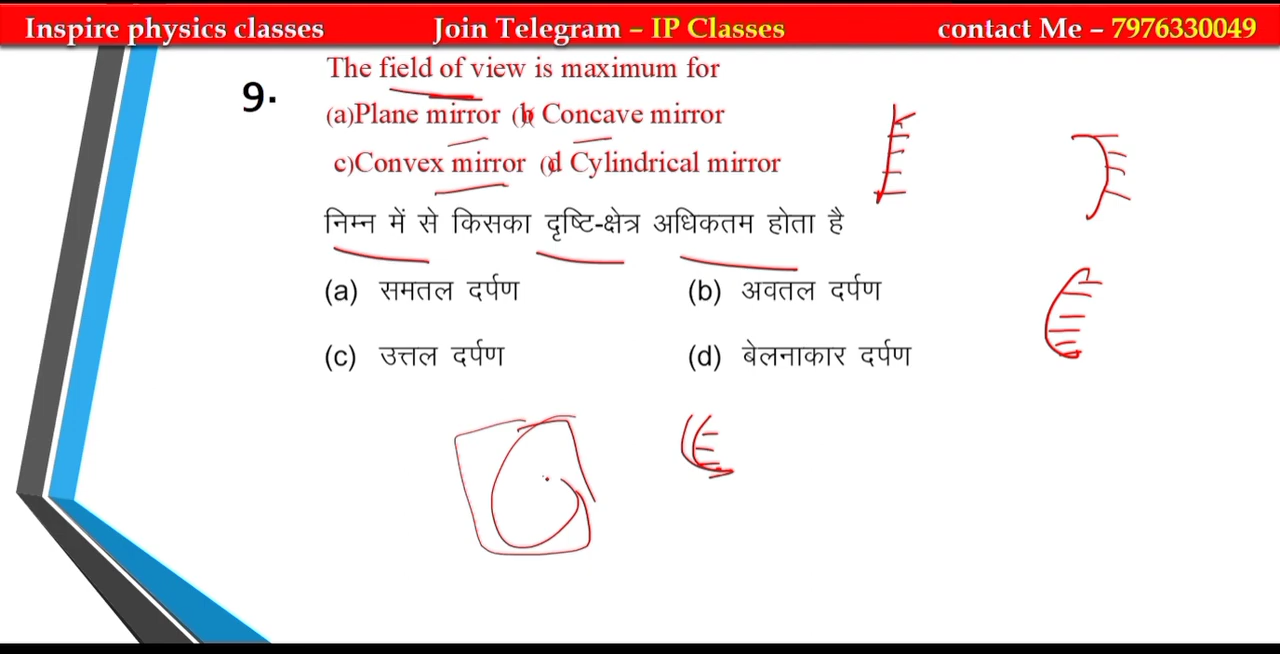 Inspire physics classes Join Telegram – IP Classes contact Me – 7976330049
The field of view is maximum for
9.
(a)Plane mirror (b Concave mirror
c)Convex mirror (d Cylindrical mirror
निम्न में से किसका दृष्टि-क्षेत्र अधिकतम होता है
(a) समतल दर्पण (b) अवतल दर्पण
(c) उत्तल दर्पण (d) बेलनाकार दर्पण